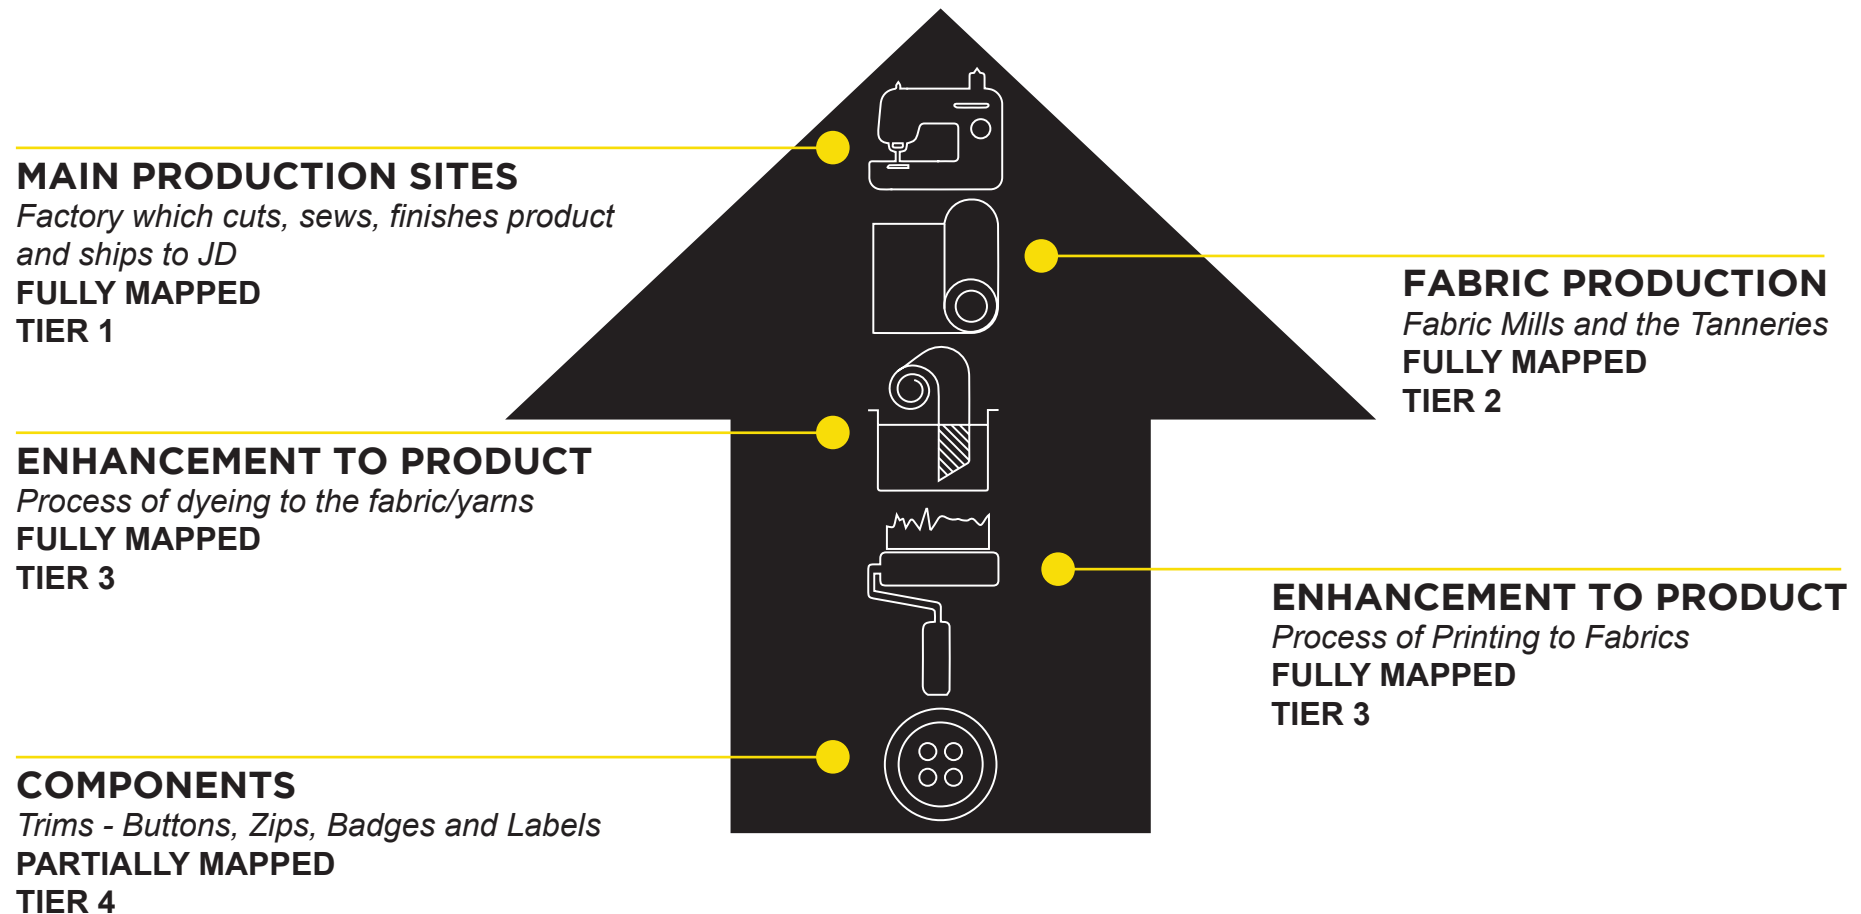 MAIN PRODUCTION SITES
Factory which cuts, sews, finishes product
and ships to JD
FULLY MAPPED
TIER 1
FABRIC PRODUCTION
Fabric Mills and the Tanneries
FULLY MAPPED
TIER 2
ENHANCEMENT TO PRODUCT
Process of dyeing to the fabric/yarns
FULLY MAPPED
TIER 3
ENHANCEMENT TO PRODUCT
Process of Printing to Fabrics
FULLY MAPPED
TIER 3
COMPONENTS
Trims - Buttons, Zips, Badges and Labels
PARTIALLY MAPPED
TIER 4